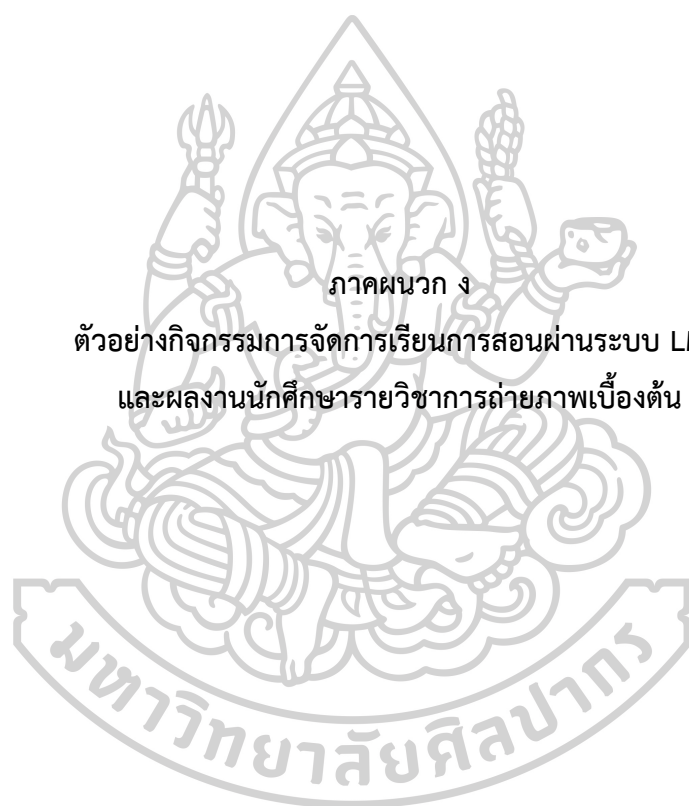 ภาคผนวก ง
ตัวอย่างกิจกรรมการจัดการเรียนการสอนผ่านระบบ
และผลงานนักศึกษารายวิชาการถ่ายภาพเบื้องต้น
มหาวิทยาลัยศิลปากร